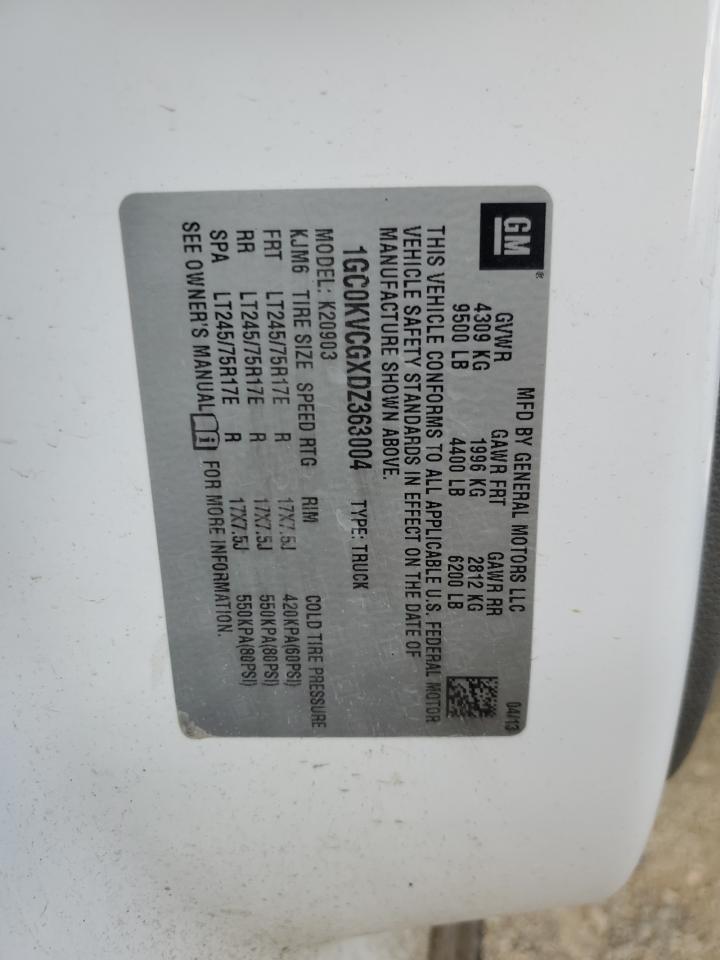 GM®
MFD BY GENERAL MOTORS LLC 04/13
GVWR GAWR FRT GAWR RR
4309 KG 1996 KG 2812 KG
9500 LB 4400 LB 6200 LB
THIS VEHICLE CONFORMS TO ALL APPLICABLE U.S. FEDERAL MOTOR
VEHICLE SAFETY STANDARDS IN EFFECT ON THE DATE OF
MANUFACTURE SHOWN ABOVE.
1GC0KVCGXDZ363004 TYPE: TRUCK
MODEL: K20903
KJM6 TIRE SIZE SPEED RTG RIM COLD TIRE PRESSURE
FRT LT245/75R17E R 17X7.5J 420KPA(60PSI)
RR LT245/75R17E R 17X7.5J 550KPA(80PSI)
SPA LT245/75R17E R 17X7.5J 550KPA(80PSI)
SEE OWNER'S MANUAL FOR MORE INFORMATION.